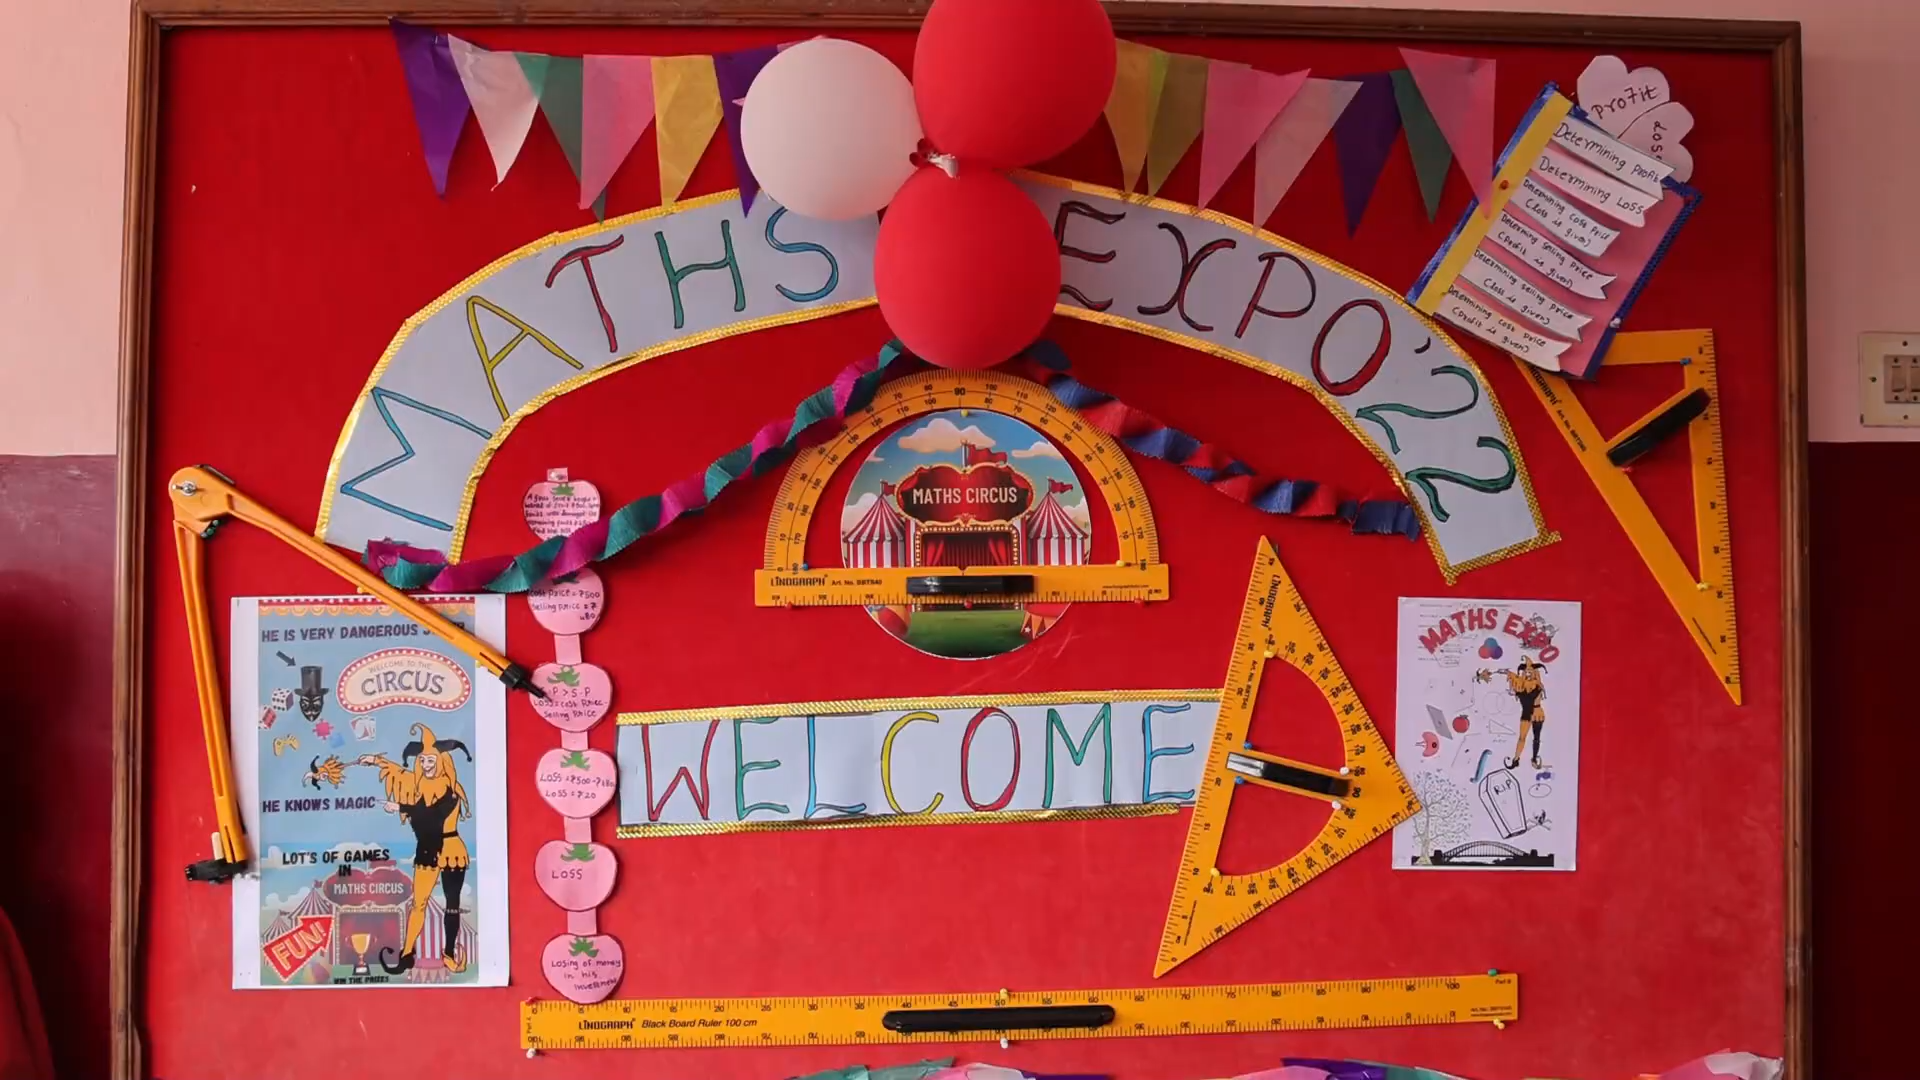 MATHS EXPO'22
Profit
Loss
Determining Profit
Determining Loss
Determining cost Price
(loss is given)
Determing selling Price
(Profit is given)
Determining selling price
(loss is given)
Determining cost price
(Profit is given)
MATHS CIRCUS
LINOGRAPH Art. No.
cost price = ₹500
selling price = ₹
480
P > S-P
Loss = cost Price -
Selling Price
Loss = ₹500 - ₹480
Loss = ₹20
LOSS
Losing of money
in his
investment
HE IS VERY DANGEROUS
WELCOME TO THE
CIRCUS
HE KNOWS MAGIC
LOT'S OF GAMES
IN
MATHS CIRCUS
FUN!
WIN THE PRIZES
WELCOME
LINOGRAPH
MATHS EXPO
R.I.P
LINOGRAPH Black Board Ruler 100 cm